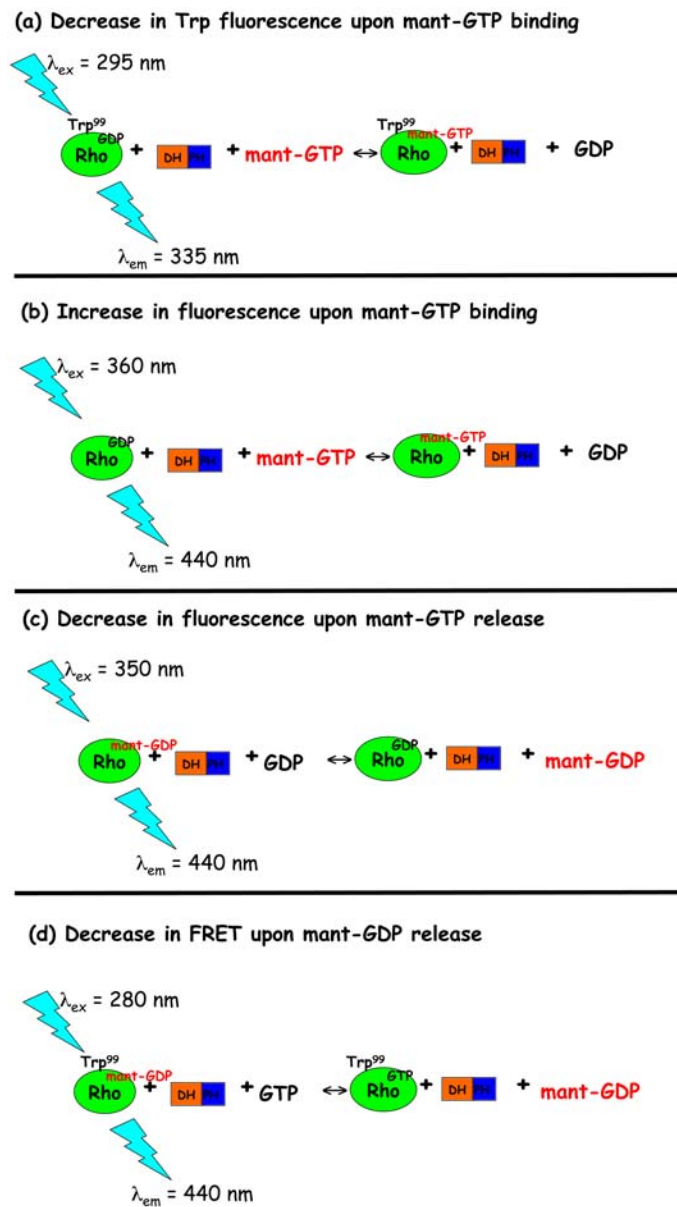 (a) Decrease in Trp fluorescence upon mant-GTP binding
λex = 295 nm
Trp99 Trp99
GDP mant-GTP
Rho + DH PH + mant-GTP ↔ Rho + DH PH + GDP
λem = 335 nm
(b) Increase in fluorescence upon mant-GTP binding
λex = 360 nm
GDP mant-GTP
Rho + DH PH + mant-GTP ↔ Rho + DH PH + GDP
λem = 440 nm
(c) Decrease in fluorescence upon mant-GTP release
λex = 350 nm
mant-GDP GDP
Rho + DH PH + GDP ↔ Rho + DH PH + mant-GDP
λem = 440 nm
(d) Decrease in FRET upon mant-GDP release
λex = 280 nm
Trp99 Trp99
mant-GDP GTP
Rho + DH PH + GTP ↔ Rho + DH PH + mant-GDP
λem = 440 nm